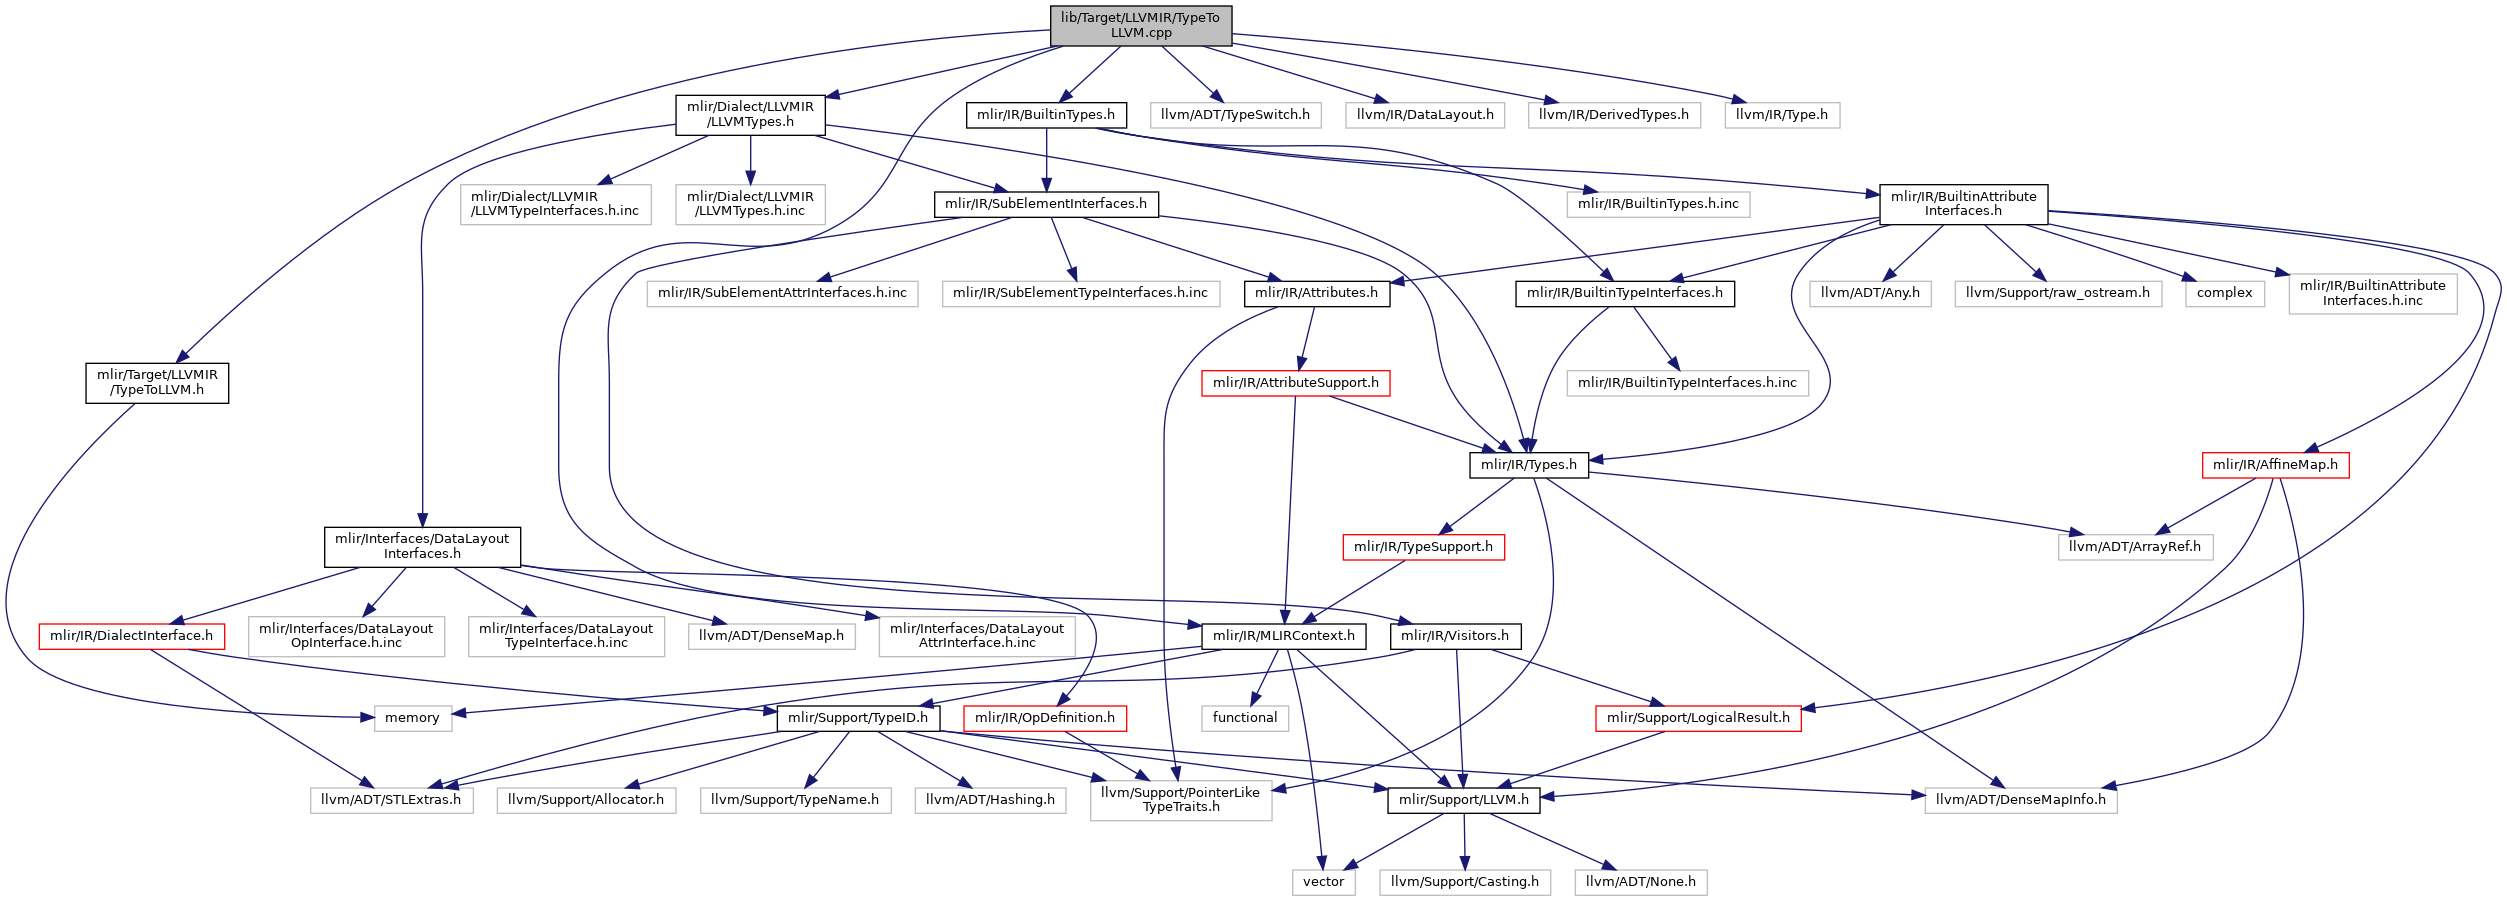 lib/Target/LLVMIR/TypeTo
LLVM.cpp
mlir/Dialect/LLVMIR
/LLVMTypes.h
mlir/IR/BuiltinTypes.h
llvm/ADT/TypeSwitch.h
llvm/IR/DataLayout.h
llvm/IR/DerivedTypes.h
llvm/IR/Type.h
mlir/Dialect/LLVMIR
/LLVMTypeInterfaces.h.inc
mlir/Dialect/LLVMIR
/LLVMTypes.h.inc
mlir/IR/SubElementInterfaces.h
mlir/IR/BuiltinTypes.h.inc
mlir/IR/BuiltinAttribute
Interfaces.h
mlir/IR/SubElementAttrInterfaces.h.inc
mlir/IR/SubElementTypeInterfaces.h.inc
mlir/IR/Attributes.h
mlir/IR/BuiltinTypeInterfaces.h
llvm/ADT/Any.h
llvm/Support/raw_ostream.h
complex
mlir/IR/BuiltinAttribute
Interfaces.h.inc
mlir/Target/LLVMIR
/TypeToLLVM.h
mlir/IR/AttributeSupport.h
mlir/IR/BuiltinTypeInterfaces.h.inc
mlir/IR/Types.h
mlir/IR/AffineMap.h
mlir/Interfaces/DataLayout
Interfaces.h
mlir/IR/TypeSupport.h
llvm/ADT/ArrayRef.h
mlir/IR/DialectInterface.h
mlir/Interfaces/DataLayout
OpInterface.h.inc
mlir/Interfaces/DataLayout
TypeInterface.h.inc
llvm/ADT/DenseMap.h
mlir/Interfaces/DataLayout
AttrInterface.h.inc
mlir/IR/MLIRContext.h
mlir/IR/Visitors.h
memory
mlir/Support/TypeID.h
mlir/IR/OpDefinition.h
functional
mlir/Support/LogicalResult.h
llvm/ADT/STLExtras.h
llvm/Support/Allocator.h
llvm/Support/TypeName.h
llvm/ADT/Hashing.h
llvm/Support/PointerLike
TypeTraits.h
mlir/Support/LLVM.h
llvm/ADT/DenseMapInfo.h
vector
llvm/Support/Casting.h
llvm/ADT/None.h